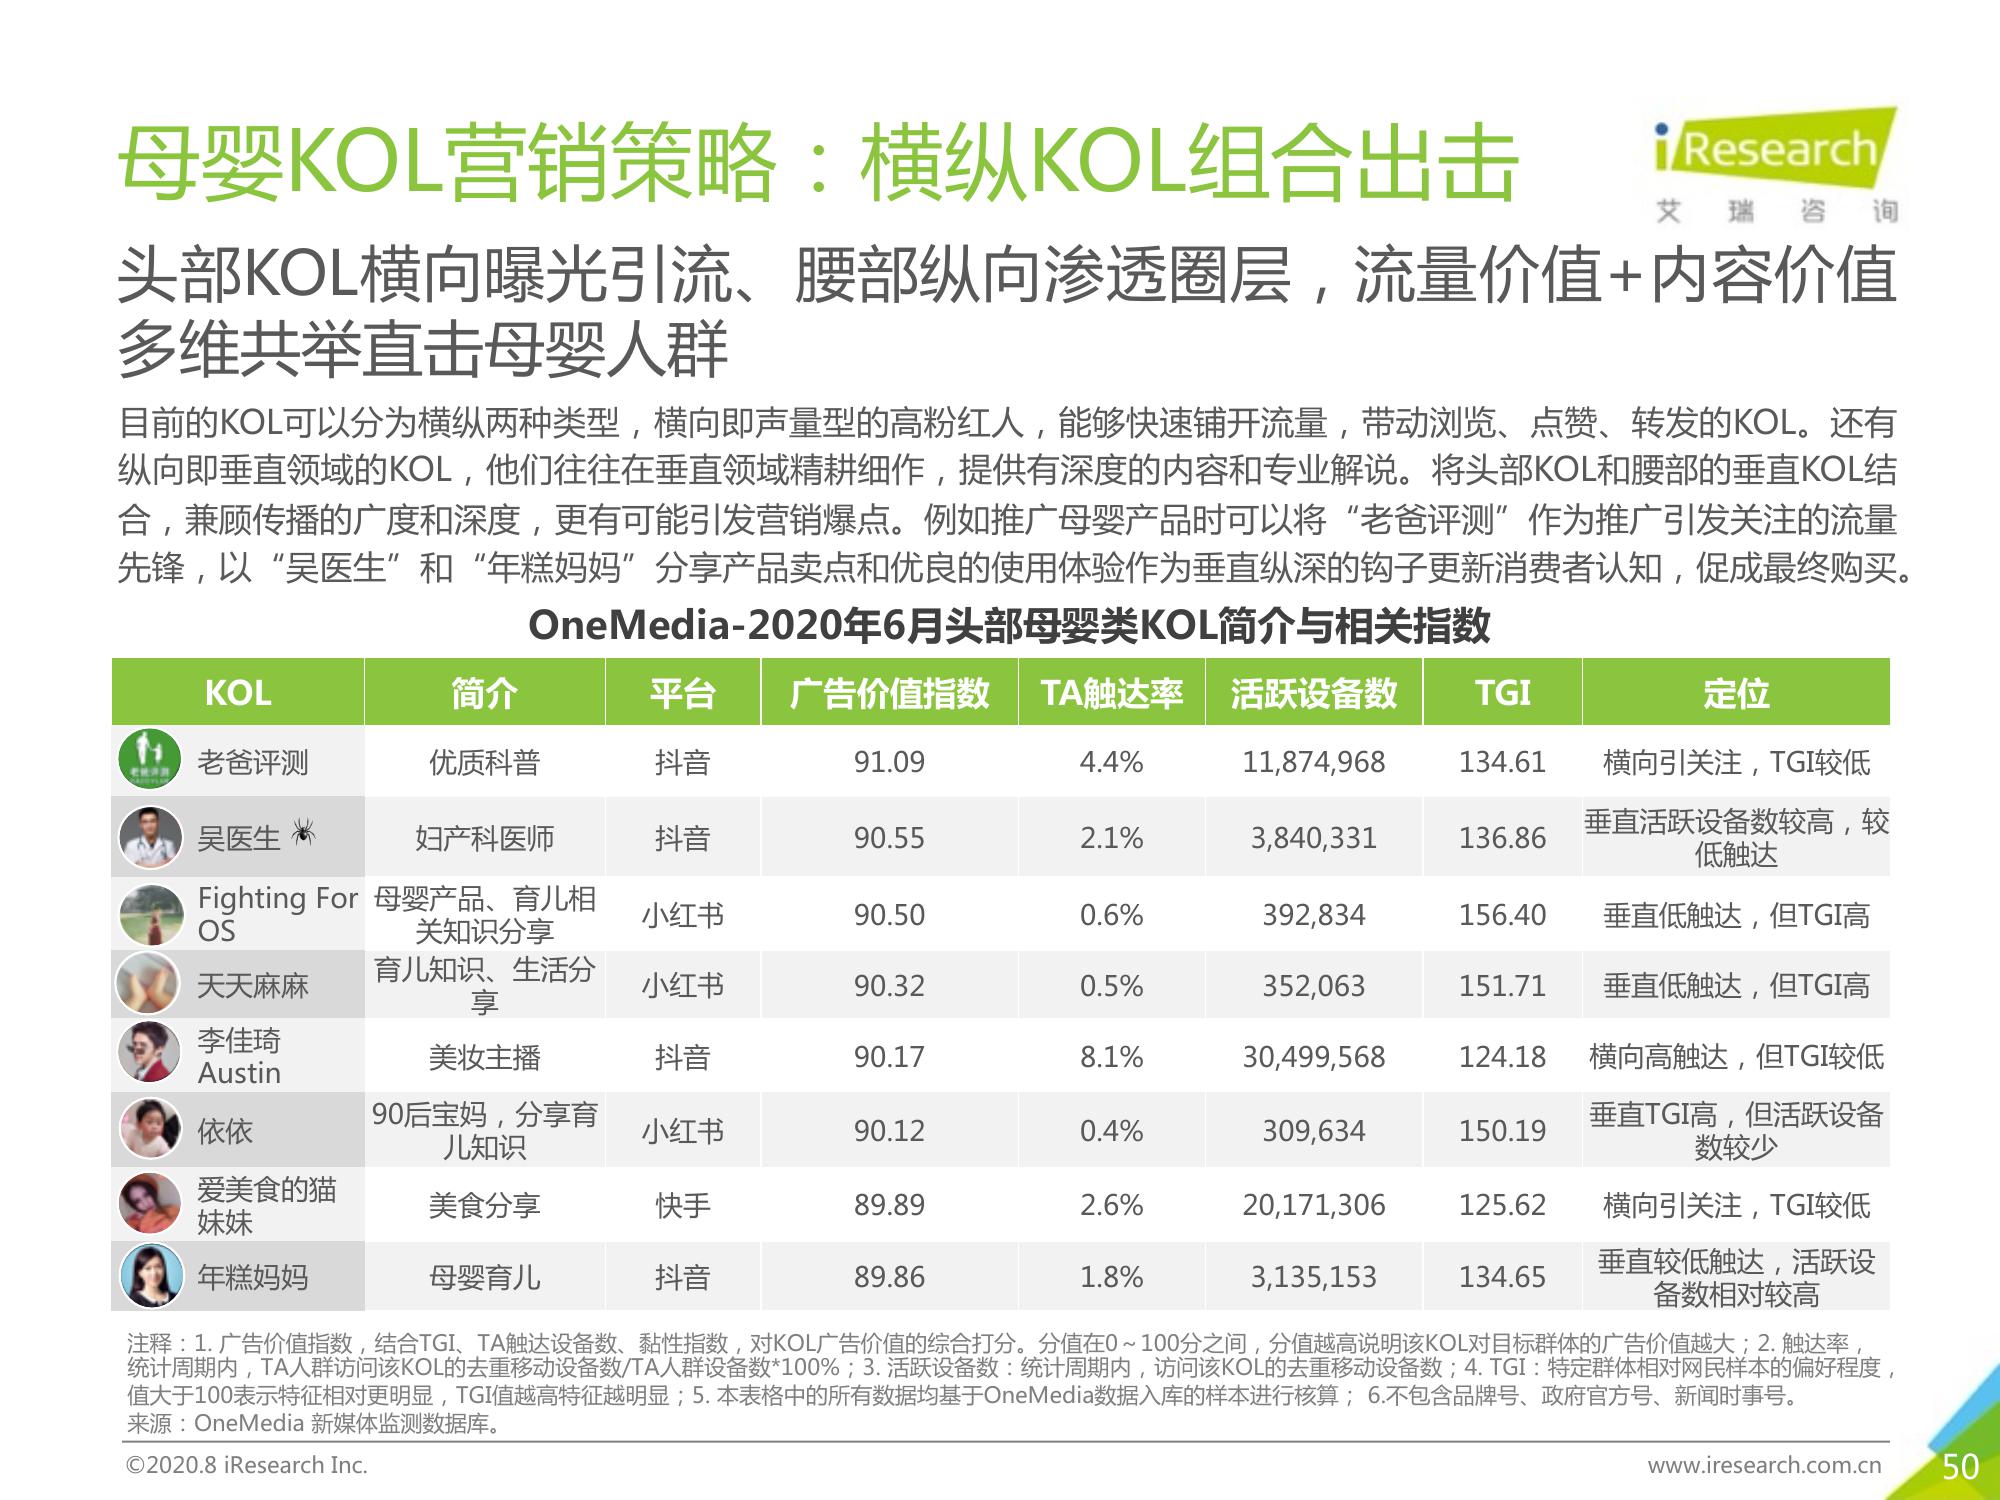 母婴KOL营销策略：横纵KOL组合出击
iResearch
艾瑞咨询
头部KOL横向曝光引流、腰部纵向渗透圈层，流量价值+内容价值
多维共举直击母婴人群
目前的KOL可以分为横纵两种类型，横向即声量型的高粉红人，能够快速铺开流量，带动浏览、点赞、转发的KOL。还有
纵向即垂直领域的KOL，他们往往在垂直领域精耕细作，提供有深度的内容和专业解说。将头部KOL和腰部的垂直KOL结
合，兼顾传播的广度和深度，更有可能引发营销爆点。例如推广母婴产品时可以将“老爸评测”作为推广引发关注的流量
先锋，以“吴医生”和“年糕妈妈”分享产品卖点和优良的使用体验作为垂直纵深的钩子更新消费者认知，促成最终购买。
OneMedia-2020年6月头部母婴类KOL简介与相关指数
KOL 简介 平台 广告价值指数 TA触达率 活跃设备数 TGI 定位
老爸评测 优质科普 抖音 91.09 4.4% 11,874,968 134.61 横向引关注，TGI较低
吴医生🕷 妇产科医师 抖音 90.55 2.1% 3,840,331 136.86 垂直活跃设备数较高，较
低触达
Fighting For 母婴产品、育儿相
OS 关知识分享 小红书 90.50 0.6% 392,834 156.40 垂直低触达，但TGI高
天天麻麻 育儿知识、生活分
享 小红书 90.32 0.5% 352,063 151.71 垂直低触达，但TGI高
李佳琦
Austin 美妆主播 抖音 90.17 8.1% 30,499,568 124.18 横向高触达，但TGI较低
依依 90后宝妈，分享育
儿知识 小红书 90.12 0.4% 309,634 150.19 垂直TGI高，但活跃设备
数较少
爱美食的猫
妹妹 美食分享 快手 89.89 2.6% 20,171,306 125.62 横向引关注，TGI较低
年糕妈妈 母婴育儿 抖音 89.86 1.8% 3,135,153 134.65 垂直较低触达，活跃设
备数相对较高
注释：1. 广告价值指数，结合TGI、TA触达设备数、黏性指数，对KOL广告价值的综合打分。分值在0～100分之间，分值越高说明该KOL对目标群体的广告价值越大；2. 触达率，
统计周期内，TA人群访问该KOL的去重移动设备数/TA人群设备数*100%；3. 活跃设备数：统计周期内，访问该KOL的去重移动设备数；4. TGI：特定群体相对网民样本的偏好程度，
值大于100表示特征相对更明显，TGI值越高特征越明显；5. 本表格中的所有数据均基于OneMedia数据入库的样本进行核算； 6.不包含品牌号、政府官方号、新闻时事号。
来源：OneMedia 新媒体监测数据库。
©2020.8 iResearch Inc.
www.iresearch.com.cn
50